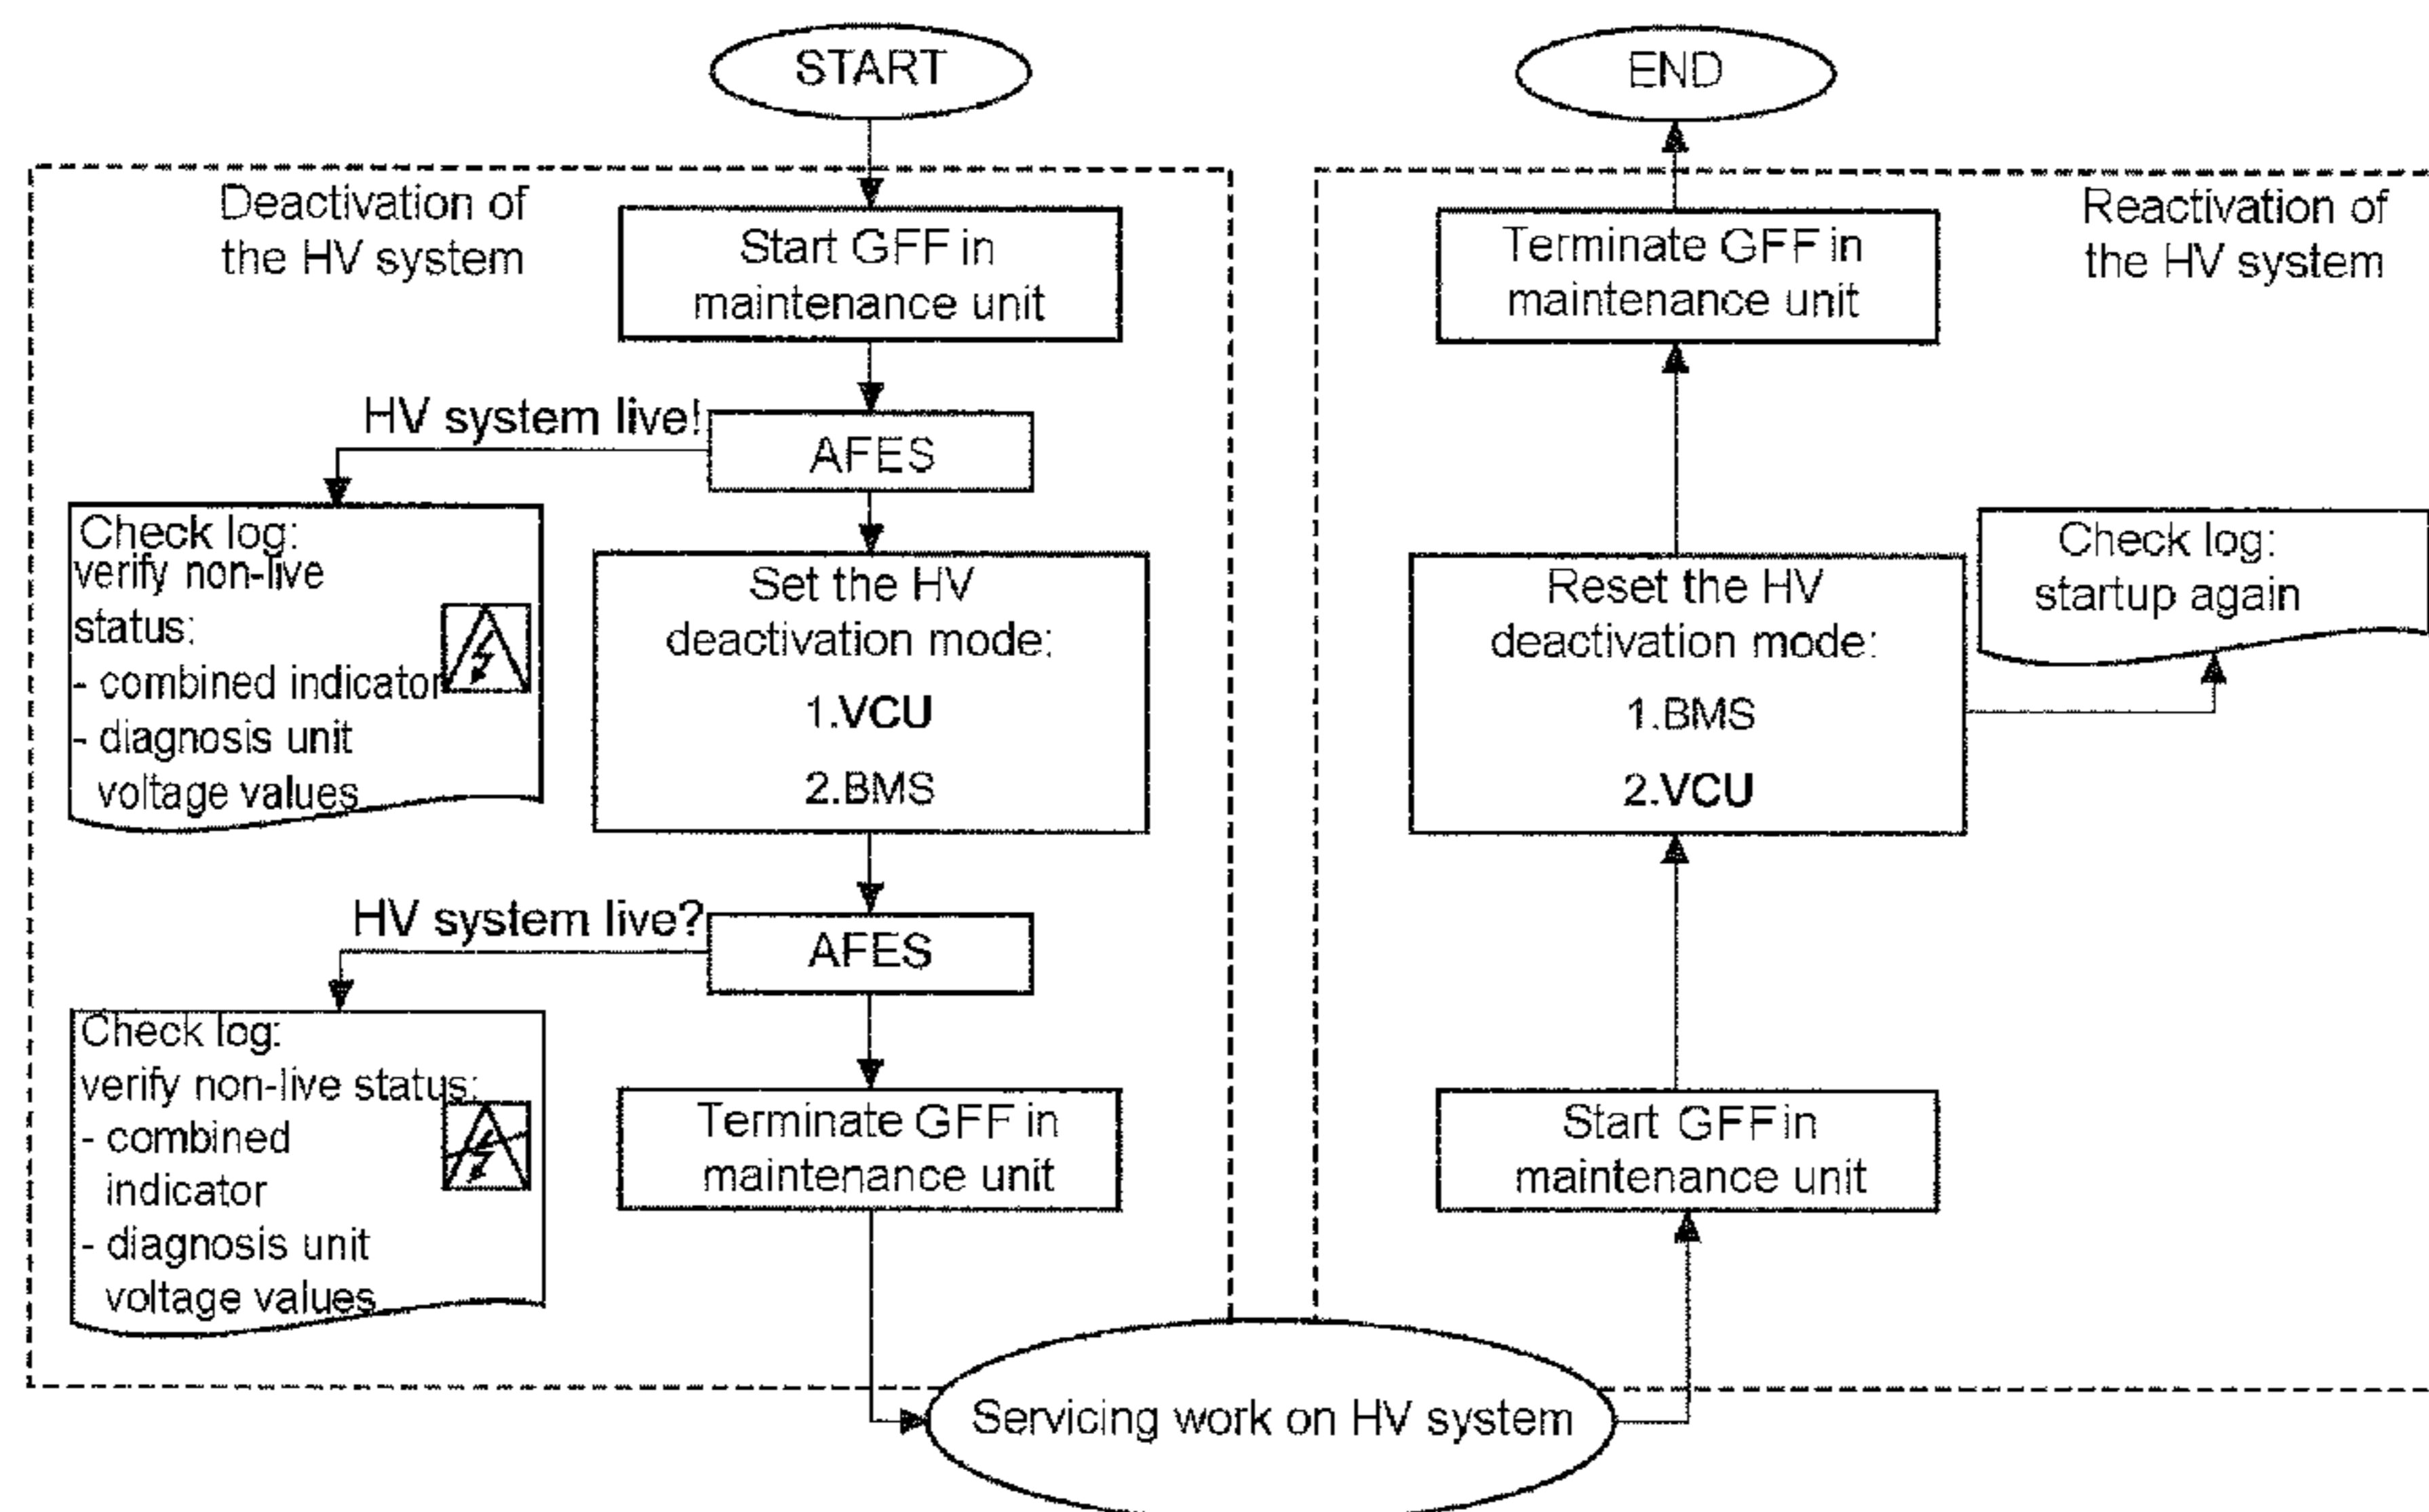 START
Deactivation of
the HV system
Start GFF in
maintenance unit
HV system live!
AFES
Check log:
verify non-live
status:
- combined indicator
- diagnosis unit
voltage values
Set the HV
deactivation mode:
1.VCU
2.BMS
HV system live?
AFES
Check log:
verify non-live status:
- combined
indicator
- diagnosis unit
voltage values
Terminate GFF in
maintenance unit
Servicing work on HV system
END
Reactivation of
the HV system
Terminate GFF in
maintenance unit
Reset the HV
deactivation mode:
1.BMS
2.VCU
Check log:
startup again
Start GFF in
maintenance unit